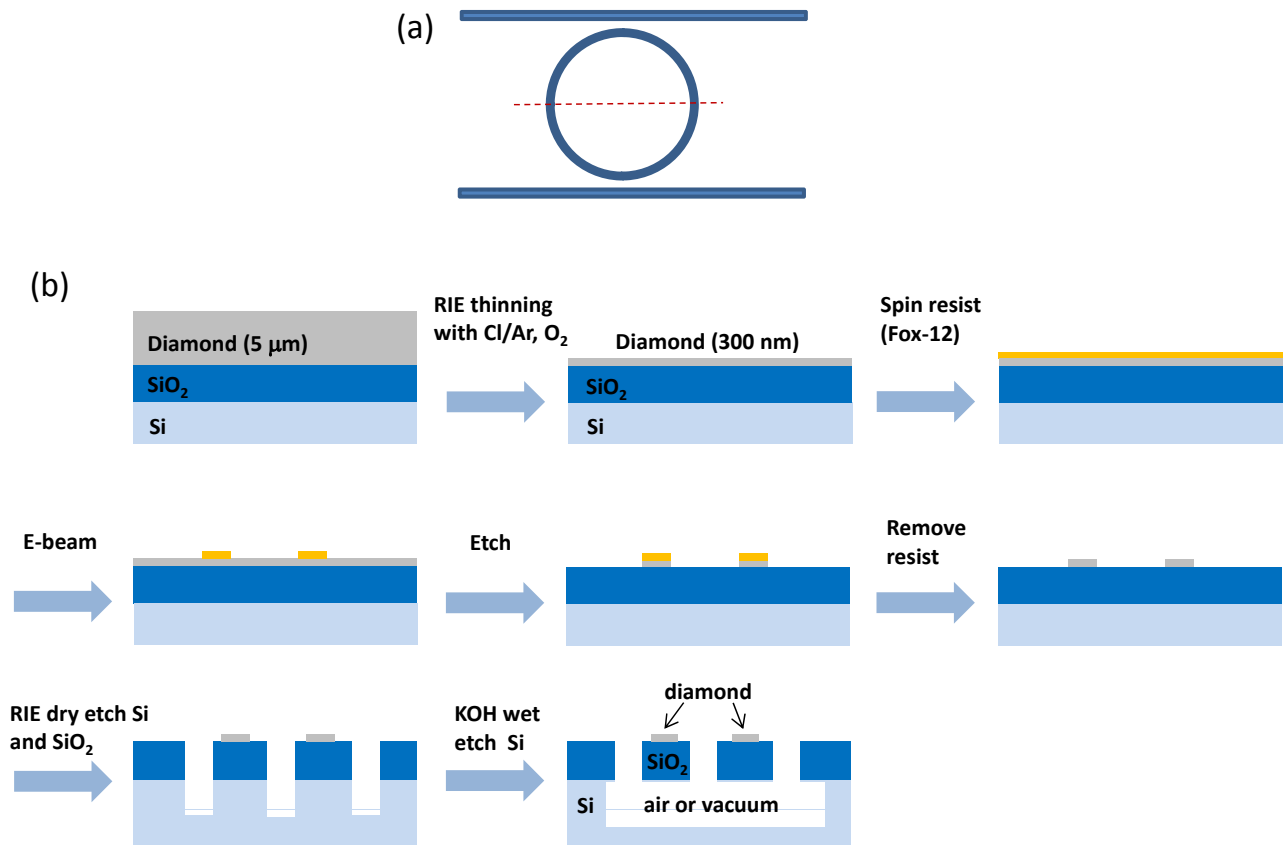 (a)
(b)
Diamond (5 μm)
SiO2
Si
RIE thinning
with Cl/Ar, O2
Diamond (300 nm)
SiO2
Si
Spin resist
(Fox-12)
E-beam
Etch
Remove
resist
RIE dry etch Si
and SiO2
KOH wet
etch Si
diamond
SiO2
Si
air or vacuum